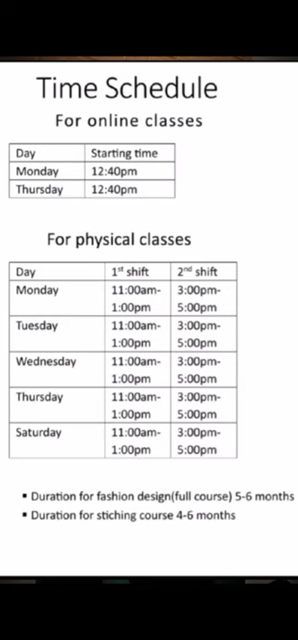 Time Schedule
For online classes
Day Starting time
Monday 12:40pm
Thursday 12:40pm
For physical classes
Day 1st shift 2nd shift
Monday 11:00am- 3:00pm-
1:00pm 5:00pm
Tuesday 11:00am- 3:00pm-
1:00pm 5:00pm
Wednesday 11:00am- 3:00pm-
1:00pm 5:00pm
Thursday 11:00am- 3:00pm-
1:00pm 5:00pm
Saturday 11:00am- 3:00pm-
1:00pm 5:00pm
▪ Duration for fashion design(full course) 5-6 months
▪ Duration for stiching course 4-6 months